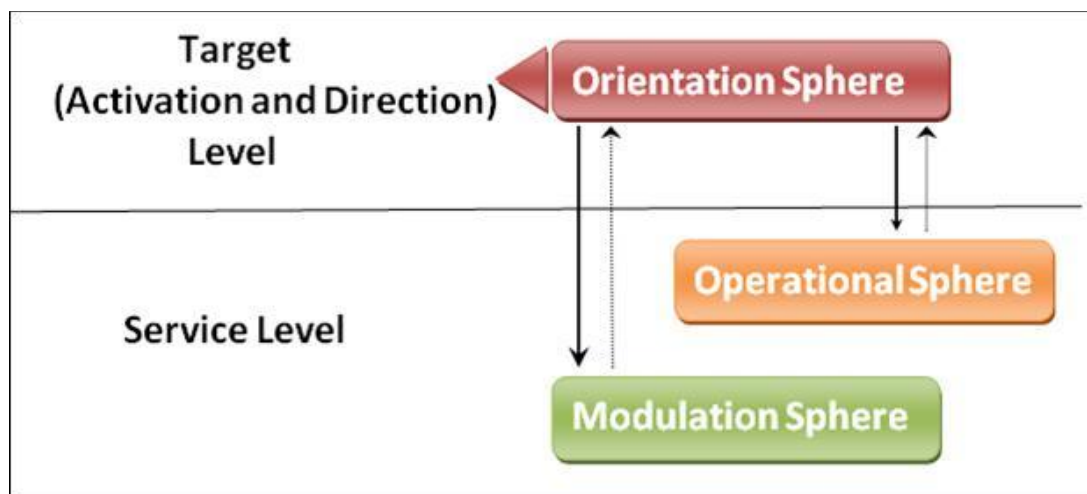 Target
(Activation and Direction)
Level
Orientation Sphere
Operational Sphere
Service Level
Modulation Sphere